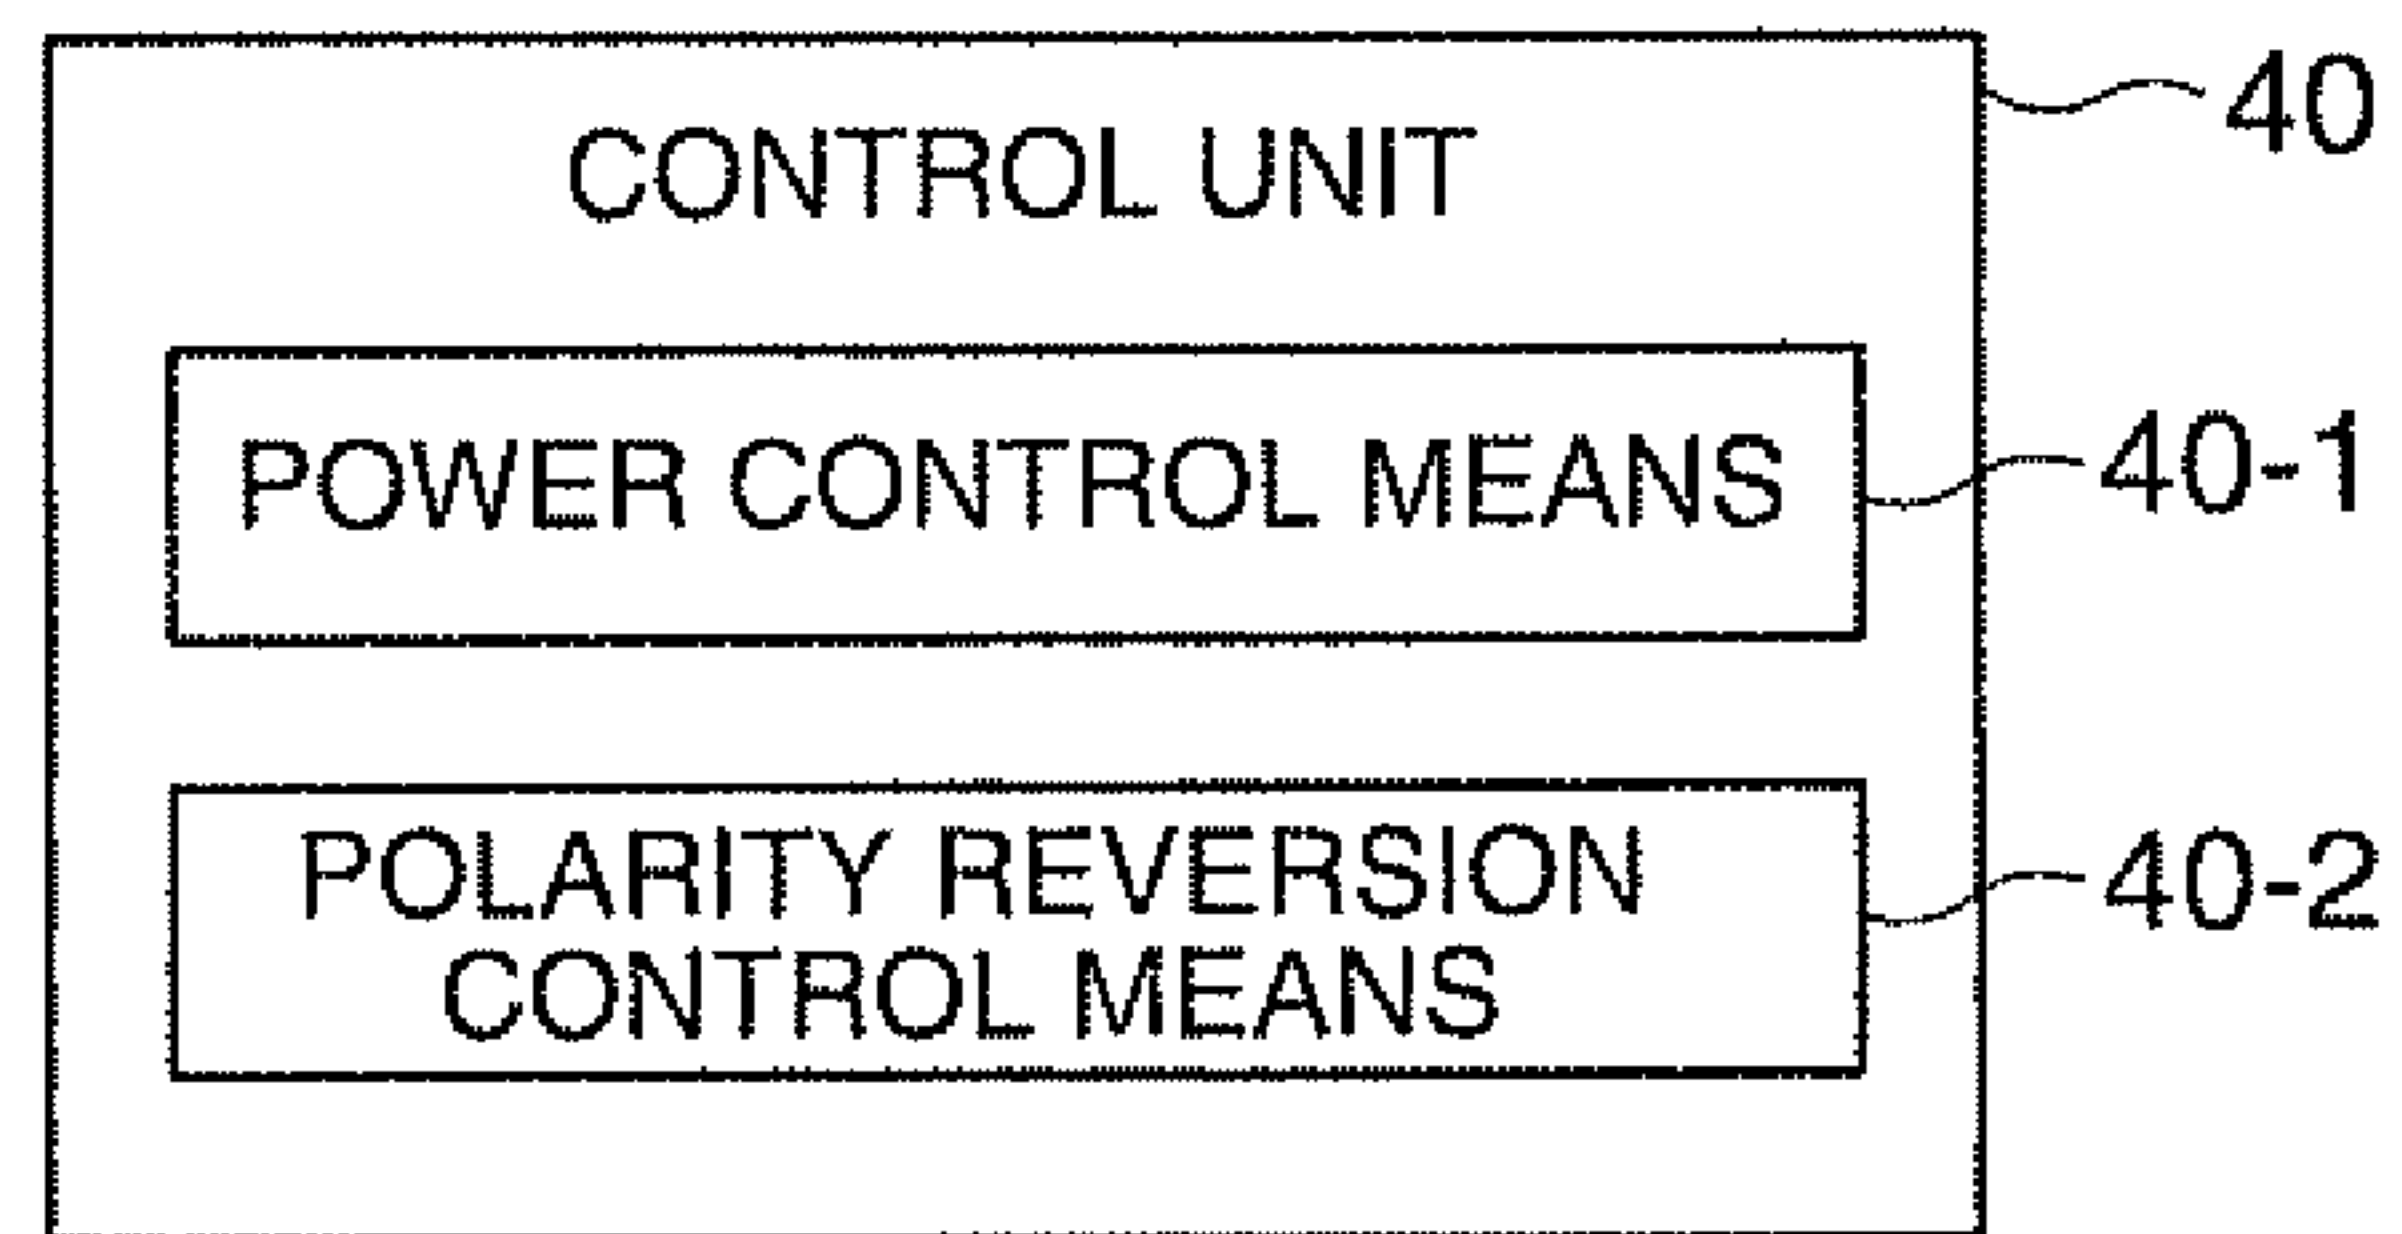 CONTROL UNIT
40
POWER CONTROL MEANS
40-1
POLARITY REVERSION
CONTROL MEANS
40-2